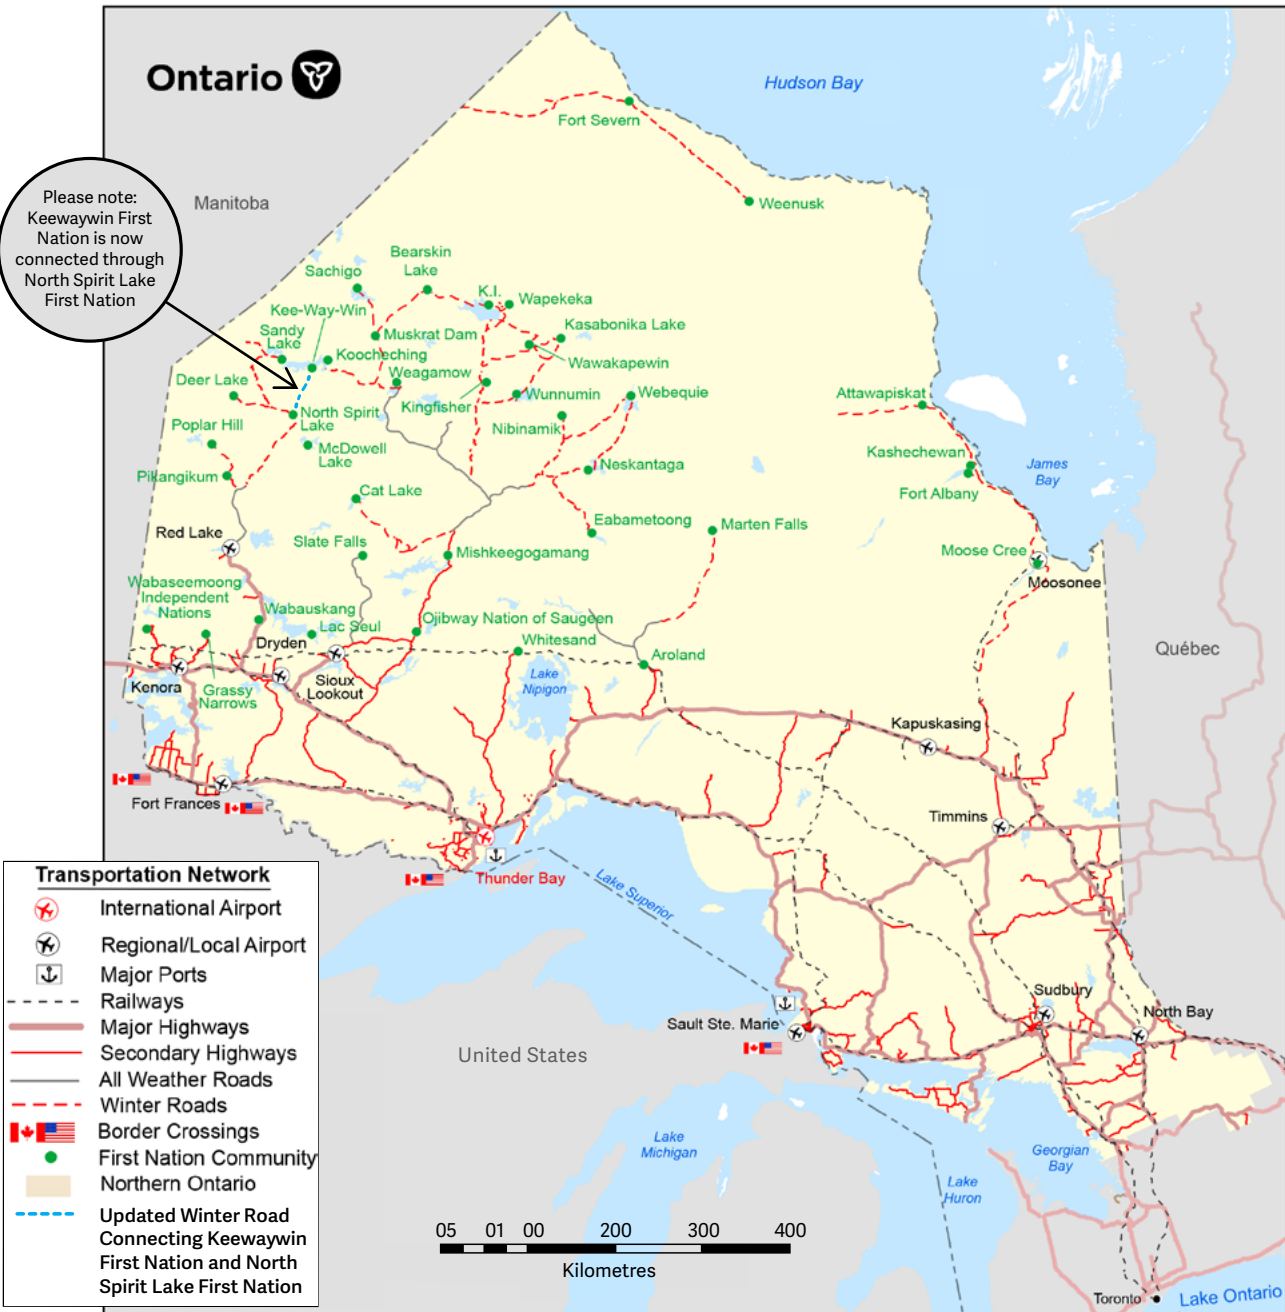 Ontario
Hudson Bay
Fort Severn
Weenusk
Manitoba
Please note:
Keewaywin First
Nation is now
connected through
North Spirit Lake
First Nation
Bearskin
Lake
Sachigo
K.I.
Wapekeka
Kee-Way-Win
Muskrat Dam
Kasabonika Lake
Sandy
Lake
Koocheching
Wawakapewin
Weagamow
Deer Lake
Kingfisher
Wunnumin
Webequie
Attawapiskat
North Spirit
Lake
Poplar Hill
Nibinamik
McDowell
Lake
Kashechewan
James
Bay
Pikangikum
Neskantaga
Cat Lake
Fort Albany
Red Lake
Eabametoong
Marten Falls
Slate Falls
Mishkeegogamang
Moose Cree
Moosonee
Wabaseemoong
Independent
Nations
Wabauskang
Lac Seul
Ojibway Nation of Saugeen
Dryden
Whitesand
Aroland
Québec
Kenora
Grassy
Narrows
Sioux
Lookout
Lake
Nipigon
Kapuskasing
Fort Frances
Timmins
Thunder Bay
Lake Superior
Transportation Network
International Airport
Regional/Local Airport
Major Ports
Railways
Major Highways
Secondary Highways
All Weather Roads
Winter Roads
Border Crossings
First Nation Community
Northern Ontario
Updated Winter Road
Connecting Keewaywin
First Nation and North
Spirit Lake First Nation
Sudbury
North Bay
Sault Ste. Marie
United States
Lake
Michigan
Georgian
Bay
Lake
Huron
05 01 00 200 300 400
Kilometres
Toronto
Lake Ontario